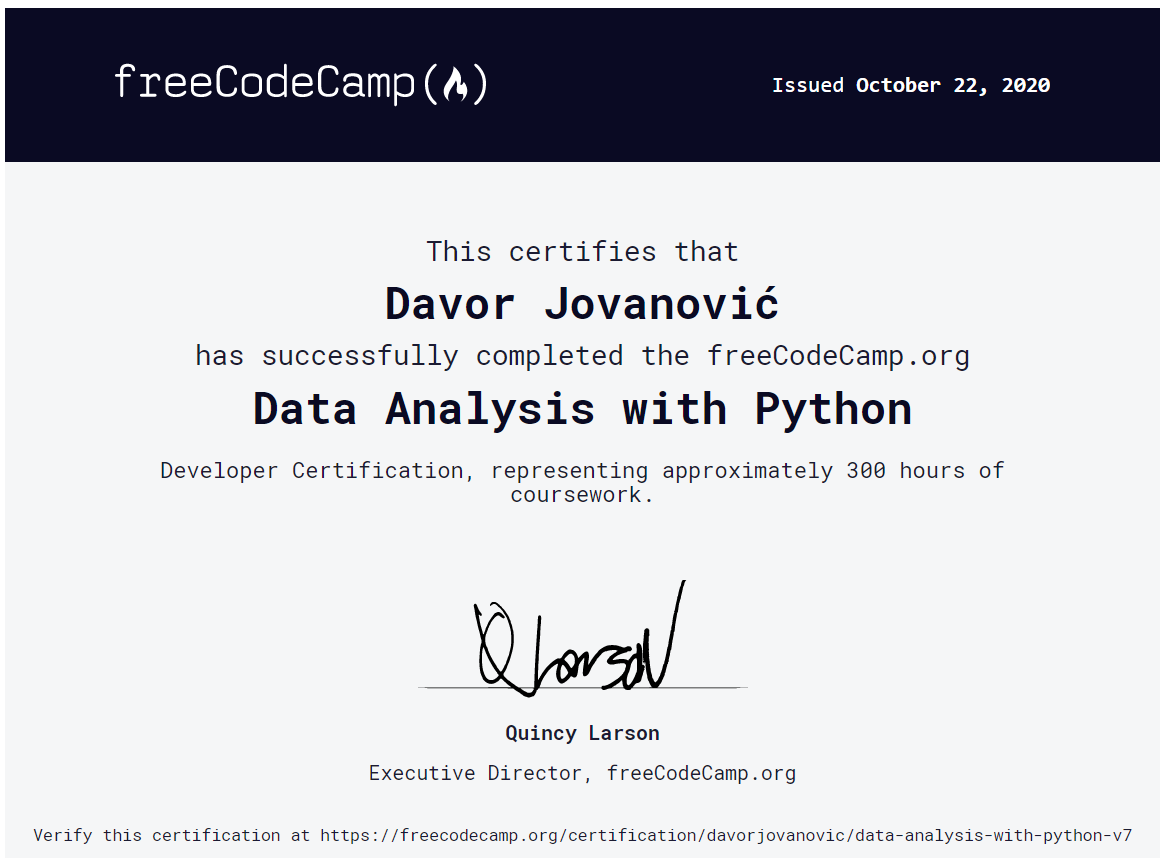 freeCodeCamp(🔥)
Issued October 22, 2020
This certifies that
Davor Jovanović
has successfully completed the freeCodeCamp.org
Data Analysis with Python
Developer Certification, representing approximately 300 hours of
coursework.
Q Larson
Quincy Larson
Executive Director, freeCodeCamp.org
Verify this certification at https://freecodecamp.org/certification/davorjovanovic/data-analysis-with-python-v7